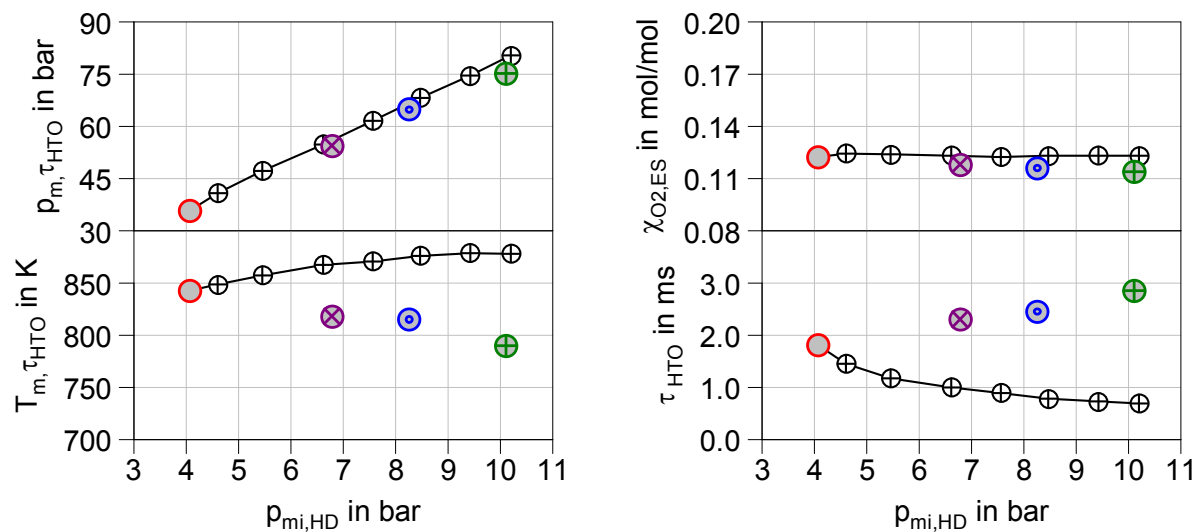 90
75
60
45
30
p_m,τ_HTO in bar
850
800
750
700
T_m,τ_HTO in K
3 4 5 6 7 8 9 10 11
p_mi,HD in bar
0.20
0.17
0.14
0.11
0.08
χ_O2,ES in mol/mol
3.0
2.0
1.0
0.0
τ_HTO in ms
3 4 5 6 7 8 9 10 11
p_mi,HD in bar